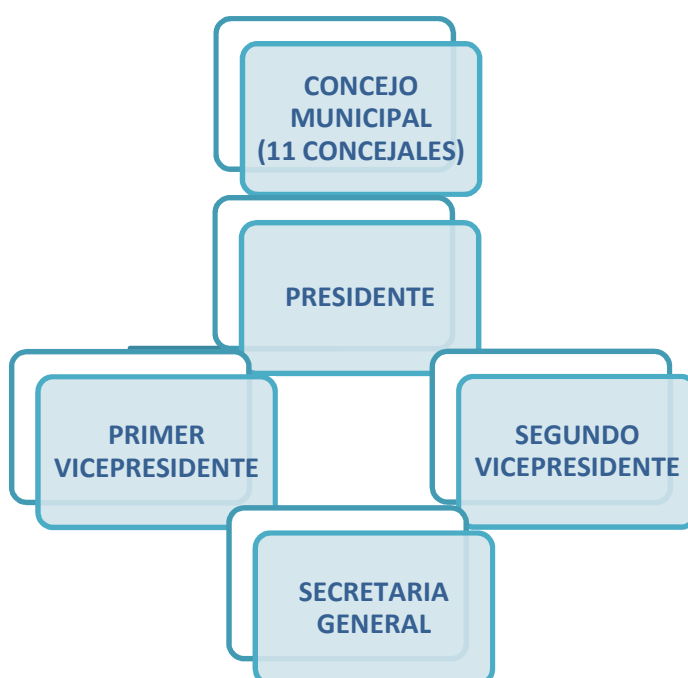 CONCEJO
MUNICIPAL
(11 CONCEJALES)
PRESIDENTE
PRIMER
VICEPRESIDENTE
SEGUNDO
VICEPRESIDENTE
SECRETARIA
GENERAL